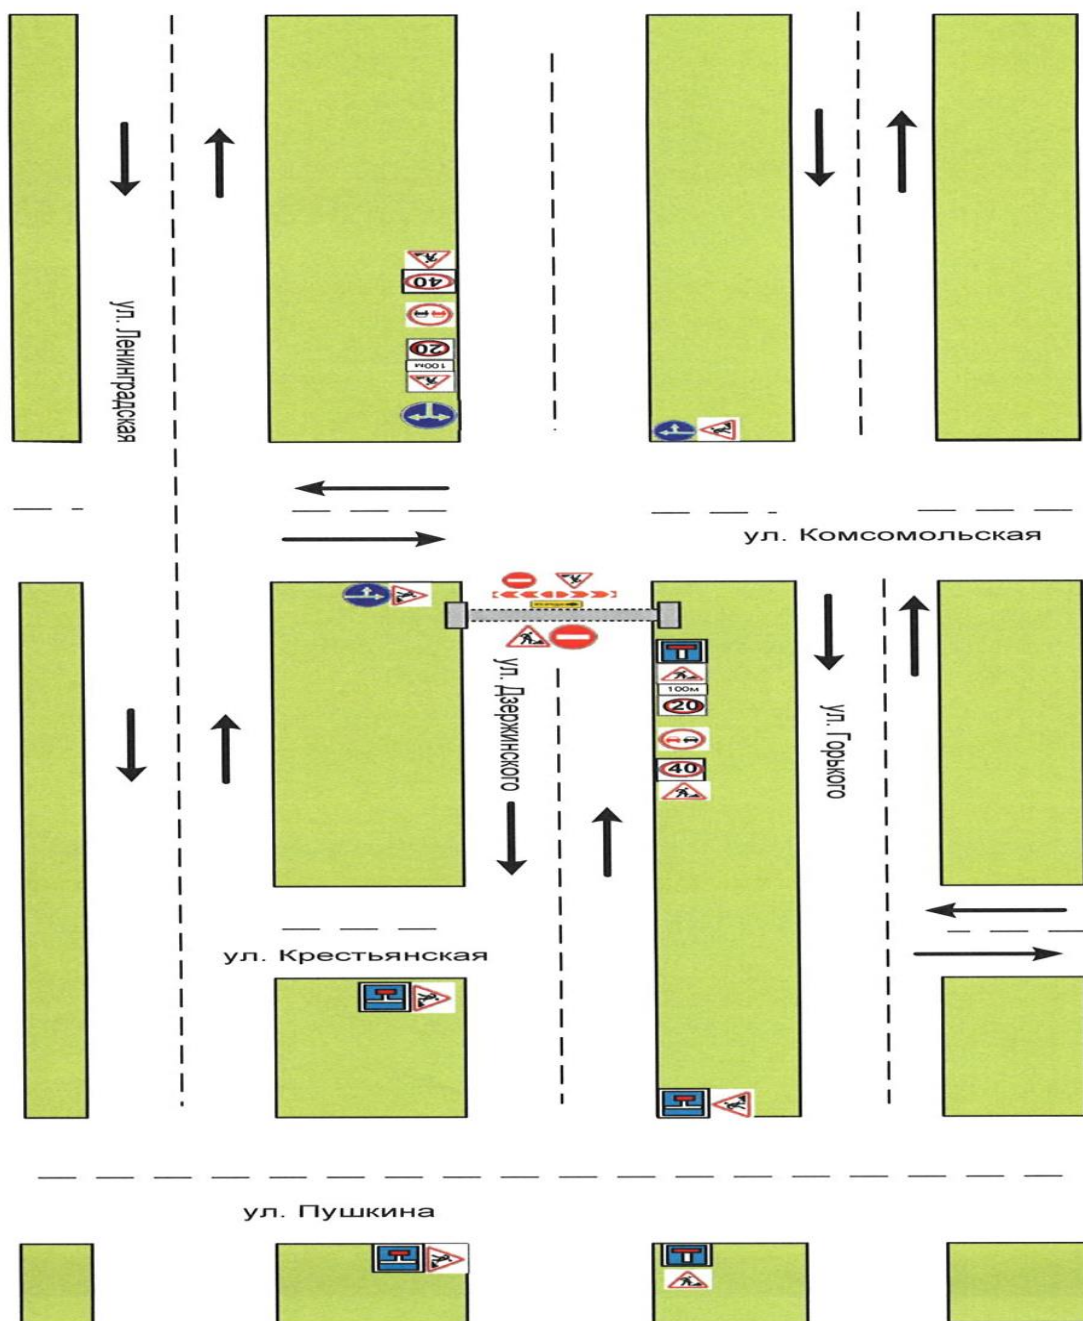 ул. Ленинградская
40
20
100м
ул. Комсомольская
ул. Дзержинского
100м
20
40
ул. Горького
ул. Крестьянская
ул. Пушкина